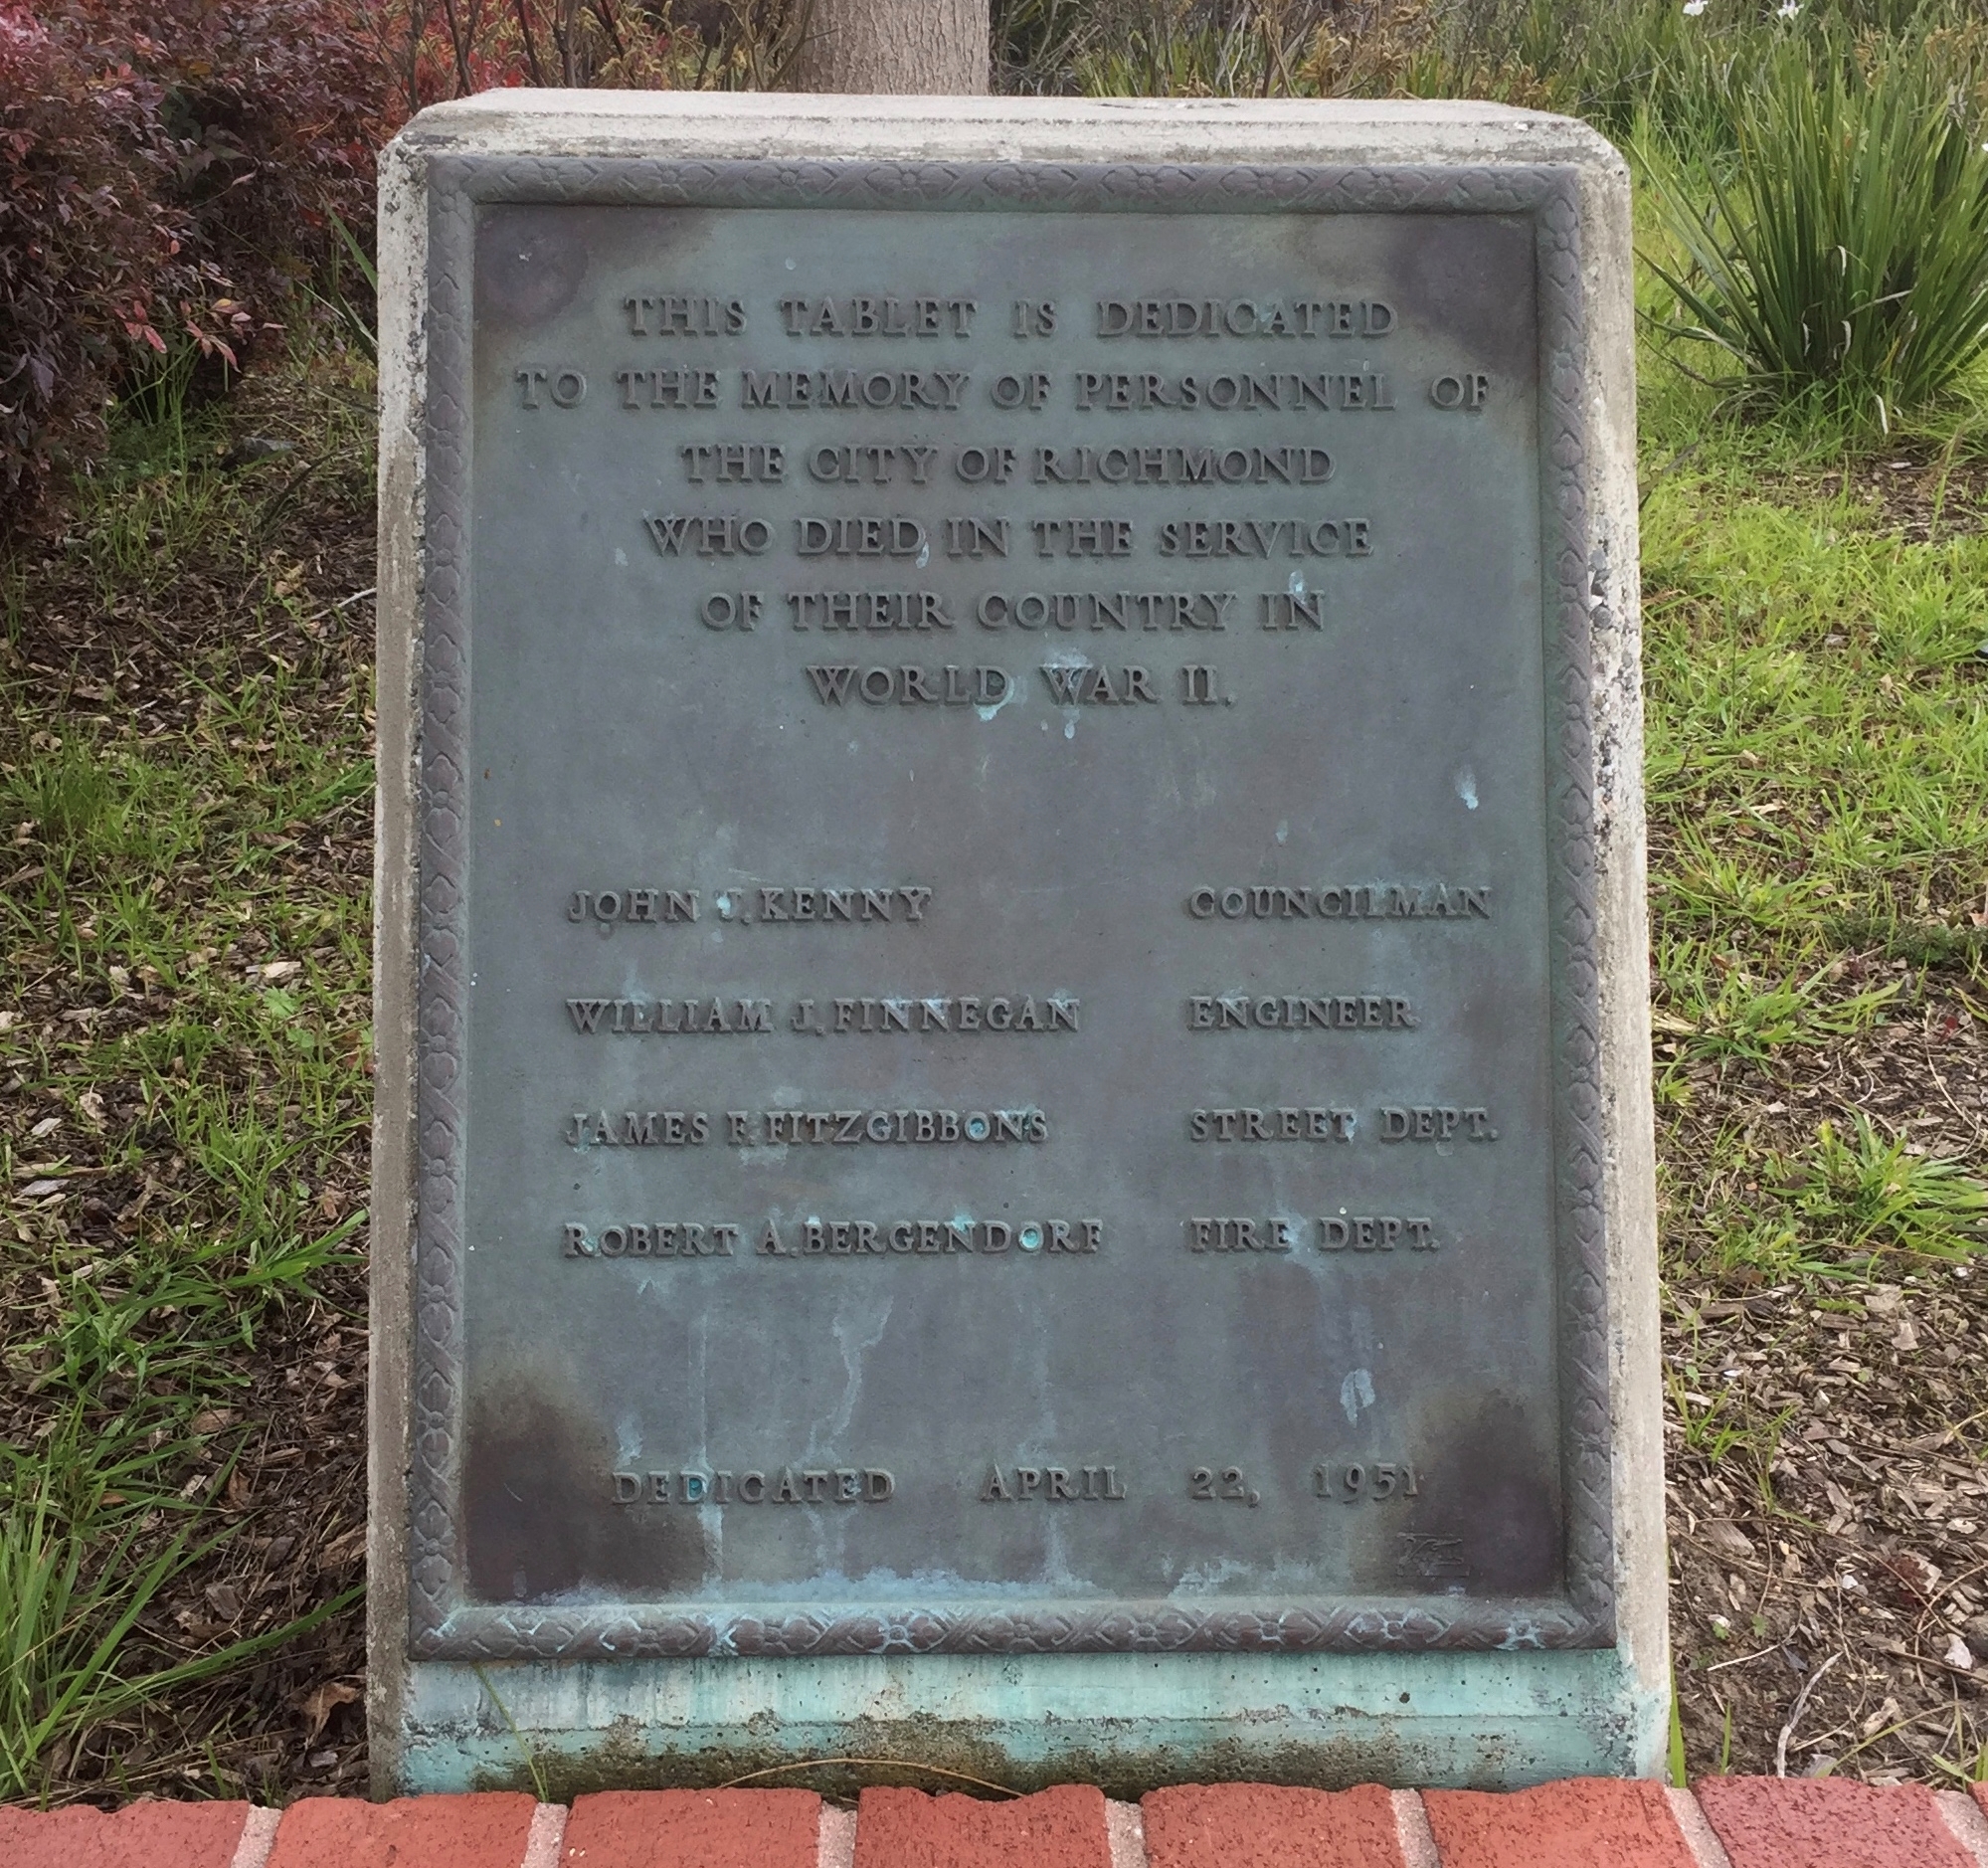 THIS TABLET IS DEDICATED
TO THE MEMORY OF PERSONNEL OF
THE CITY OF RICHMOND
WHO DIED IN THE SERVICE
OF THEIR COUNTRY IN
WORLD WAR II.
JOHN J. KENNY COUNCILMAN
WILLIAM J. FINNEGAN ENGINEER
JAMES F. FITZGIBBONS STREET DEPT.
ROBERT A. BERGENDORF FIRE DEPT.
DEDICATED APRIL 22, 1951